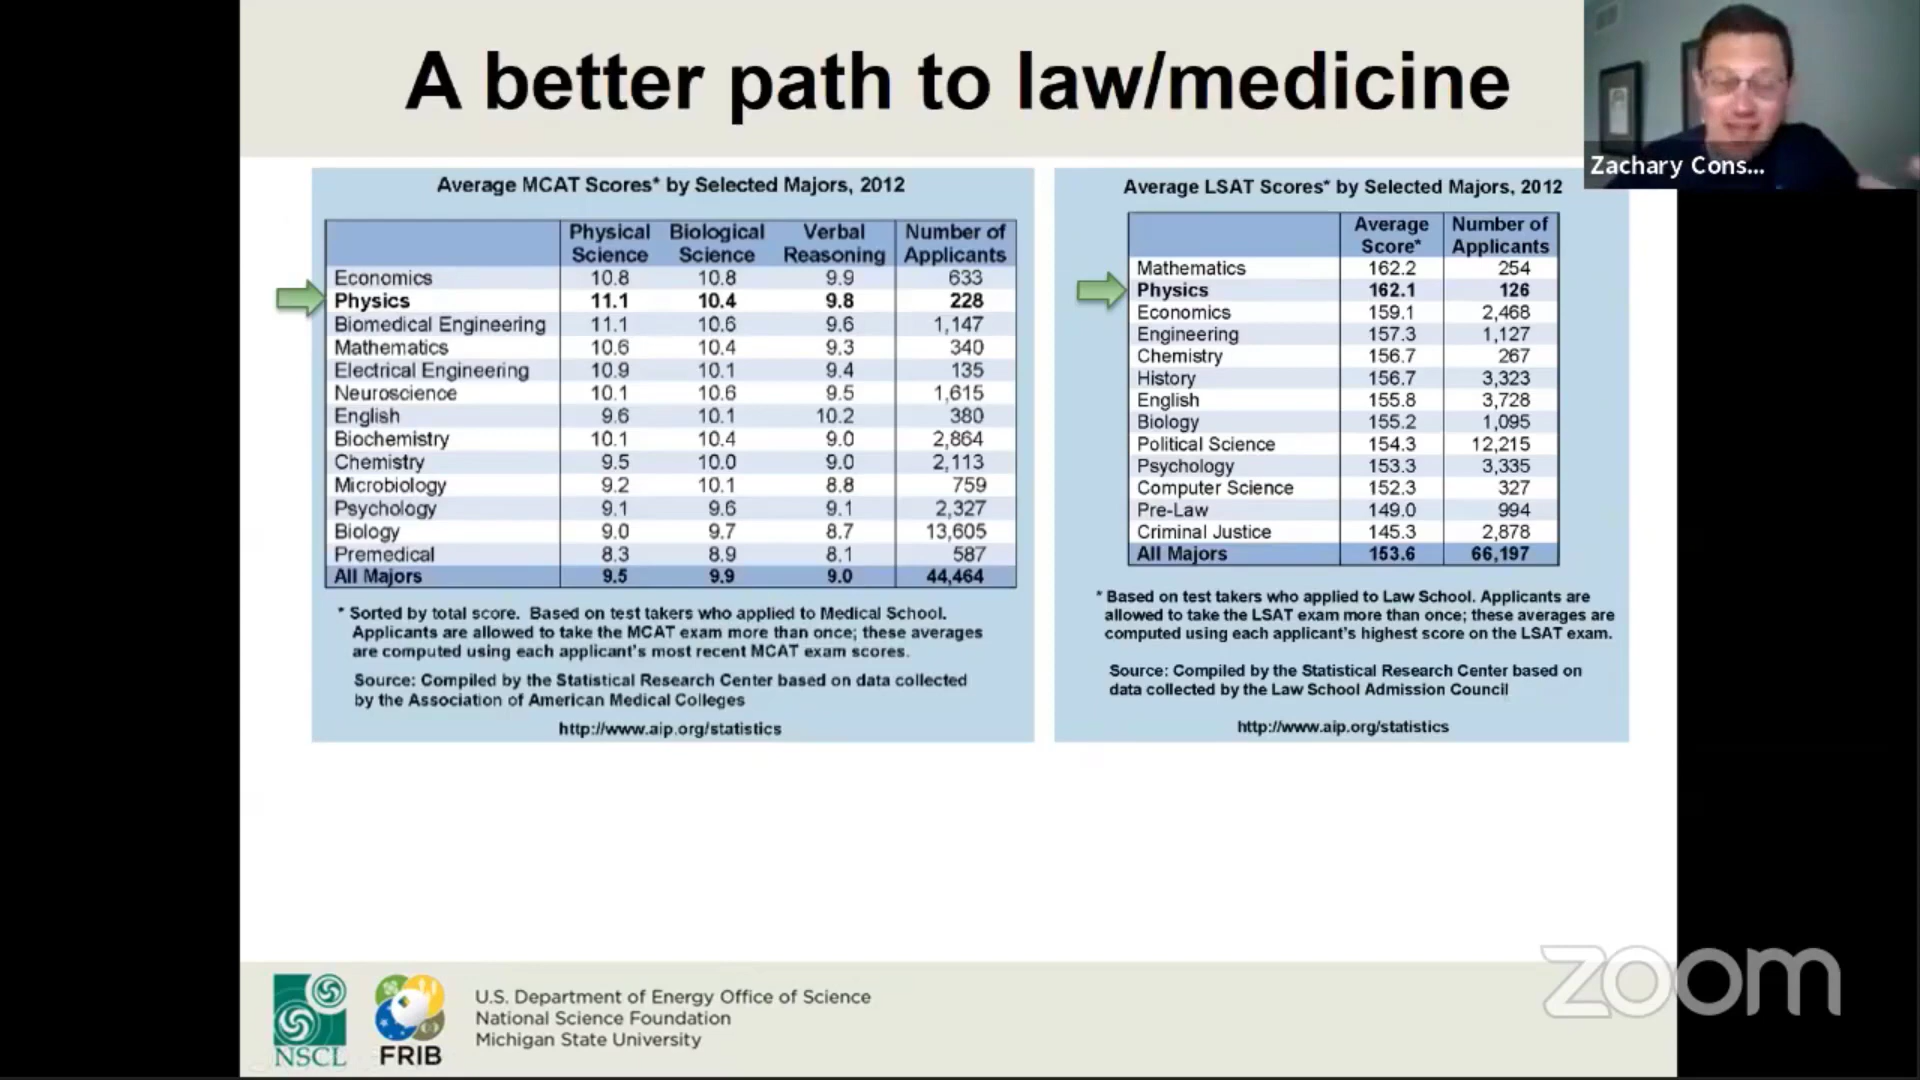 A better path to law/medicine
Zachary Cons...
Average MCAT Scores* by Selected Majors, 2012
Physical Science Biological Science Verbal Reasoning Number of Applicants
Economics 10.8 10.8 9.9 633
Physics 11.1 10.4 9.8 228
Biomedical Engineering 11.1 10.6 9.6 1,147
Mathematics 10.6 10.4 9.3 340
Electrical Engineering 10.9 10.1 9.4 135
Neuroscience 10.1 10.6 9.5 1,615
English 9.6 10.1 10.2 380
Biochemistry 10.1 10.4 9.0 2,864
Chemistry 9.5 10.0 9.0 2,113
Microbiology 9.2 10.1 8.8 759
Psychology 9.1 9.6 9.1 2,327
Biology 9.0 9.7 8.7 13,605
Premedical 8.3 8.9 8.1 587
All Majors 9.5 9.9 9.0 44,464
* Sorted by total score. Based on test takers who applied to Medical School.
Applicants are allowed to take the MCAT exam more than once; these averages
are computed using each applicant's most recent MCAT exam scores.
Source: Compiled by the Statistical Research Center based on data collected
by the Association of American Medical Colleges
http://www.aip.org/statistics
Average LSAT Scores* by Selected Majors, 2012
Average Score* Number of Applicants
Mathematics 162.2 254
Physics 162.1 126
Economics 159.1 2,468
Engineering 157.3 1,127
Chemistry 156.7 267
History 156.7 3,323
English 155.8 3,728
Biology 155.2 1,095
Political Science 154.3 12,215
Psychology 153.3 3,335
Computer Science 152.3 327
Pre-Law 149.0 994
Criminal Justice 145.3 2,878
All Majors 153.6 66,197
* Based on test takers who applied to Law School. Applicants are
allowed to take the LSAT exam more than once; these averages are
computed using each applicant's highest score on the LSAT exam.
Source: Compiled by the Statistical Research Center based on
data collected by the Law School Admission Council
http://www.aip.org/statistics
NSCL
FRIB
U.S. Department of Energy Office of Science
National Science Foundation
Michigan State University
zoom